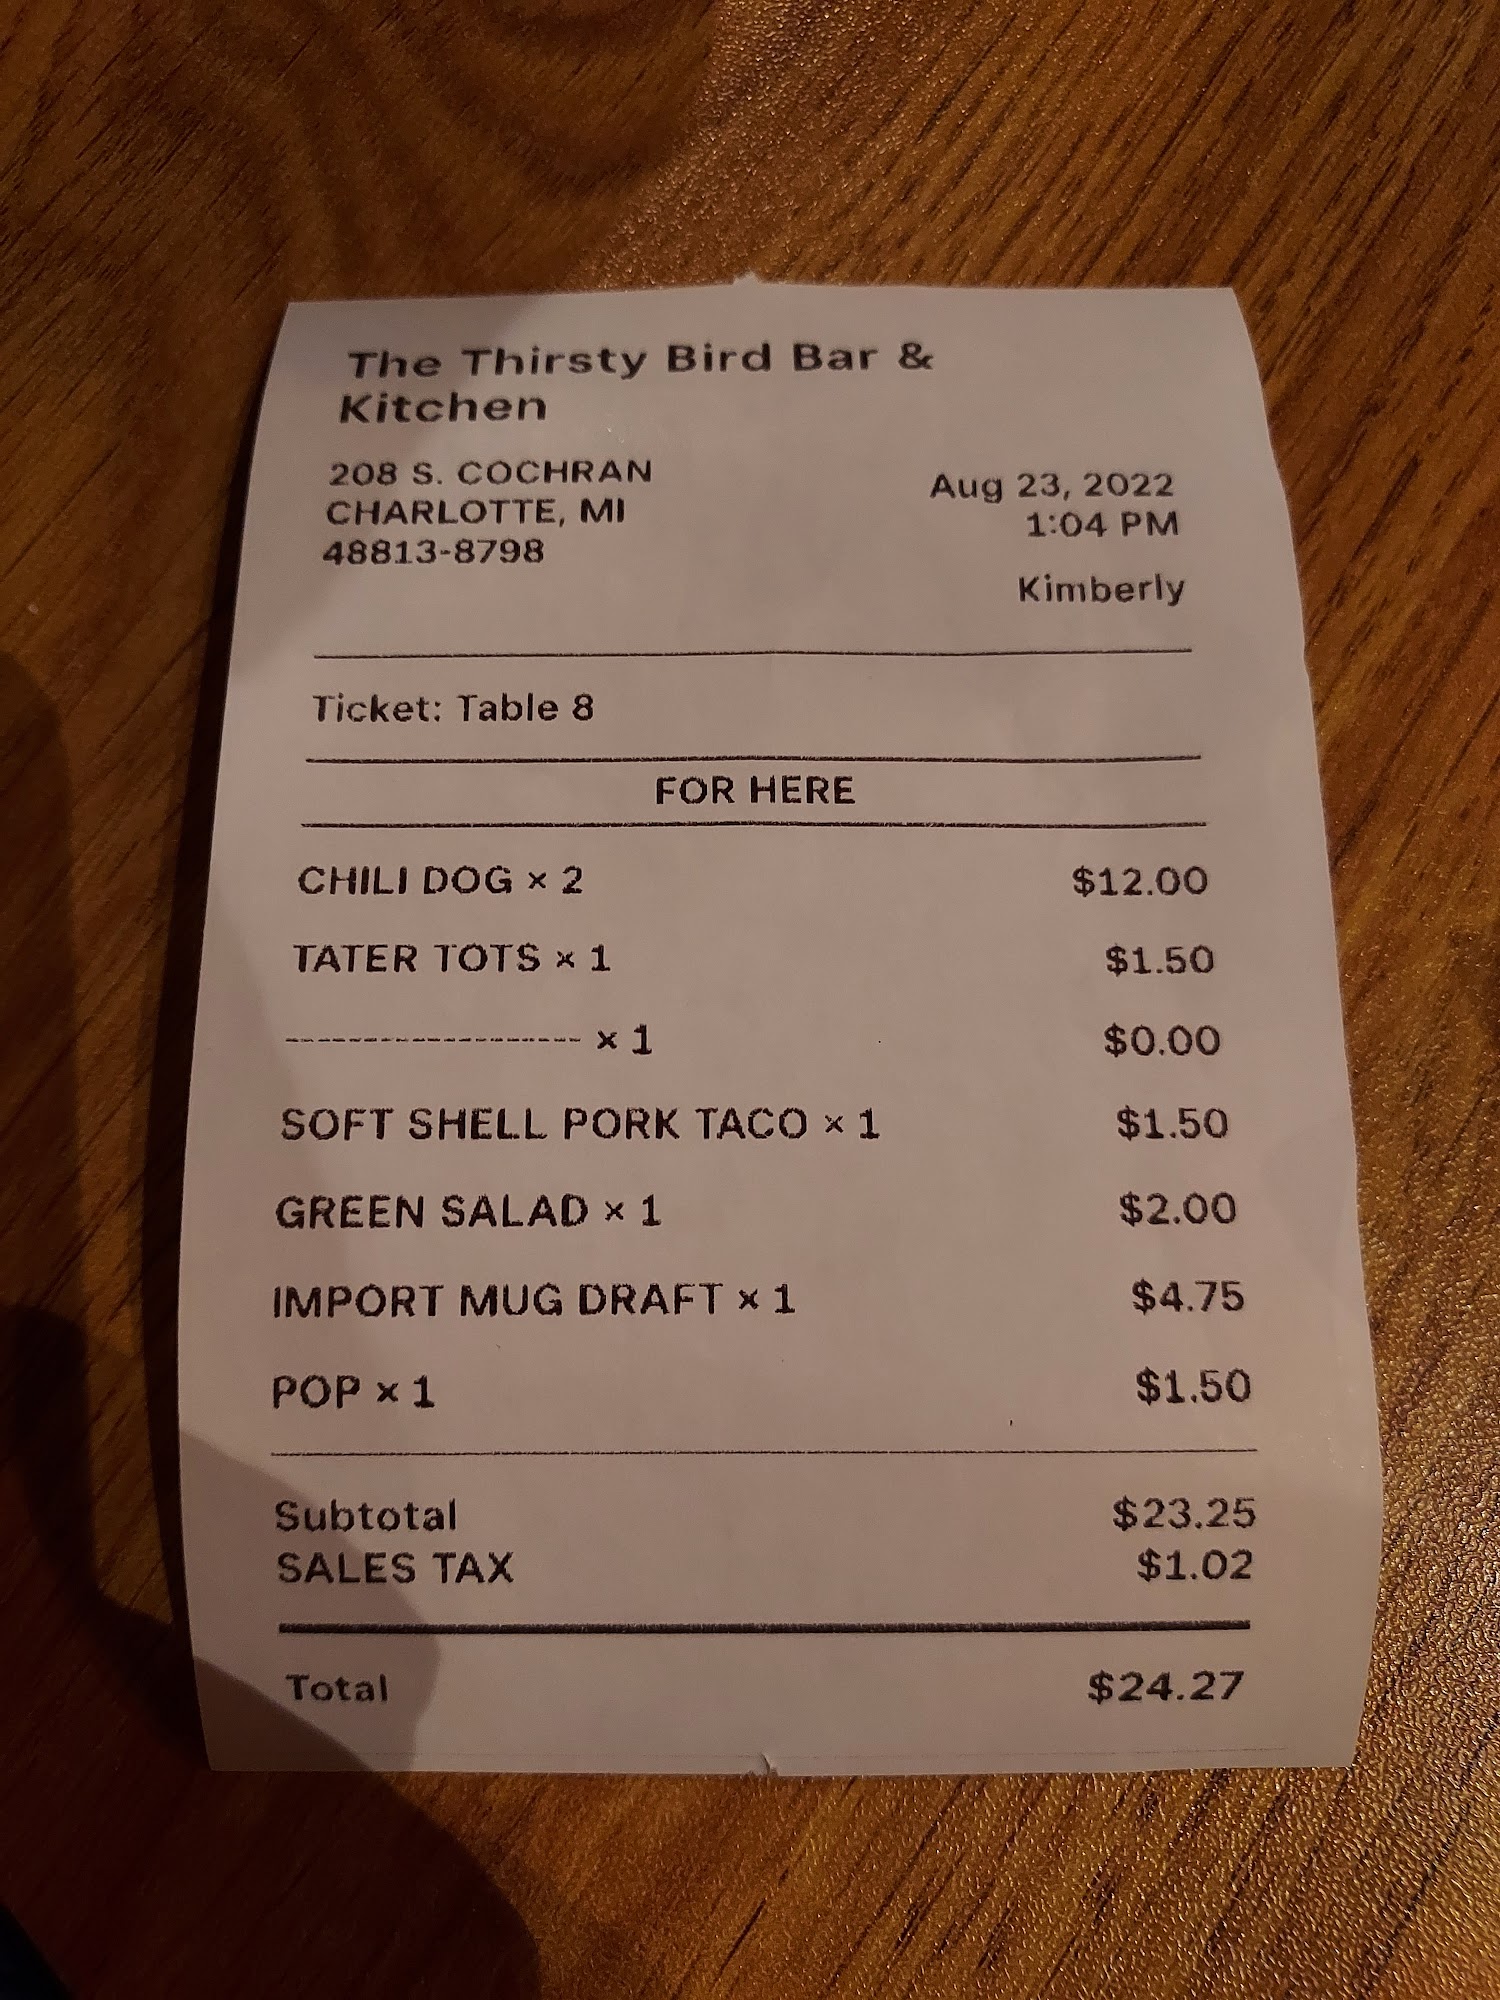 The Thirsty Bird Bar &
Kitchen
208 S. COCHRAN
CHARLOTTE, MI
48813-8798
Aug 23, 2022
1:04 PM
Kimberly
Ticket: Table 8
FOR HERE
CHILI DOG × 2 $12.00
TATER TOTS × 1 $1.50
-------------------- × 1 $0.00
SOFT SHELL PORK TACO × 1 $1.50
GREEN SALAD × 1 $2.00
IMPORT MUG DRAFT × 1 $4.75
POP × 1 $1.50
Subtotal $23.25
SALES TAX $1.02
Total $24.27